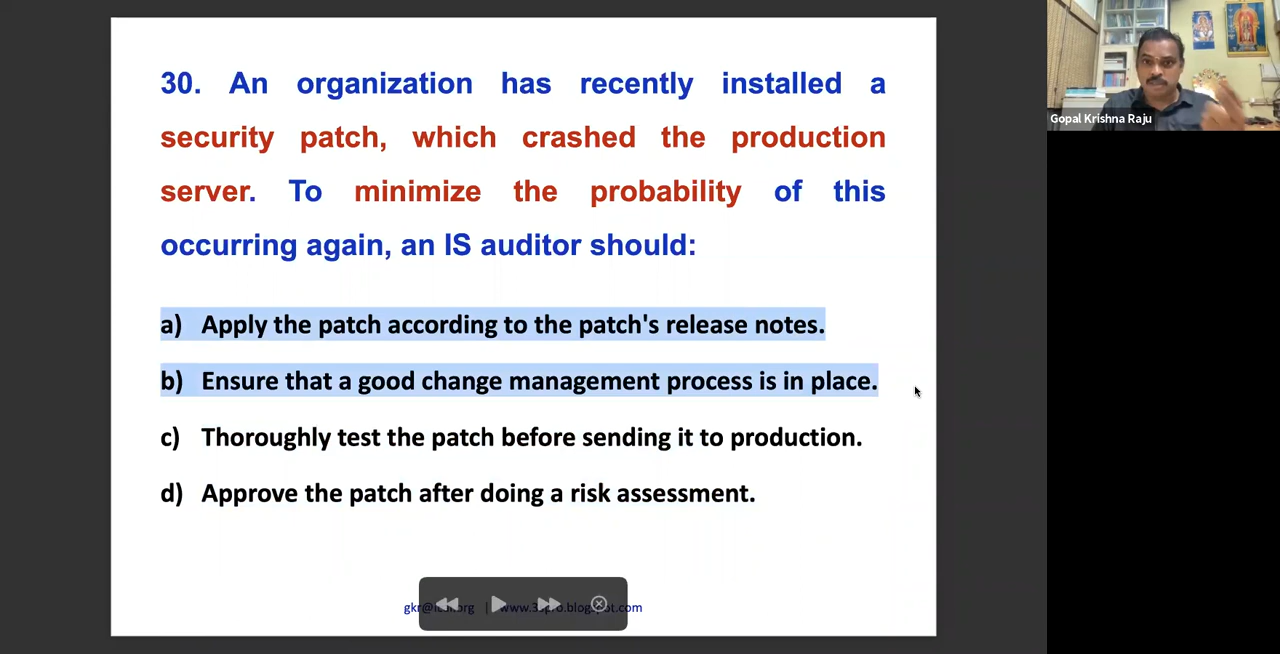 30. An organization has recently installed a
security patch, which crashed the production
server. To minimize the probability of this
occurring again, an IS auditor should:
a) Apply the patch according to the patch's release notes.
b) Ensure that a good change management process is in place.
c) Thoroughly test the patch before sending it to production.
d) Approve the patch after doing a risk assessment.
Gopal Krishna Raju